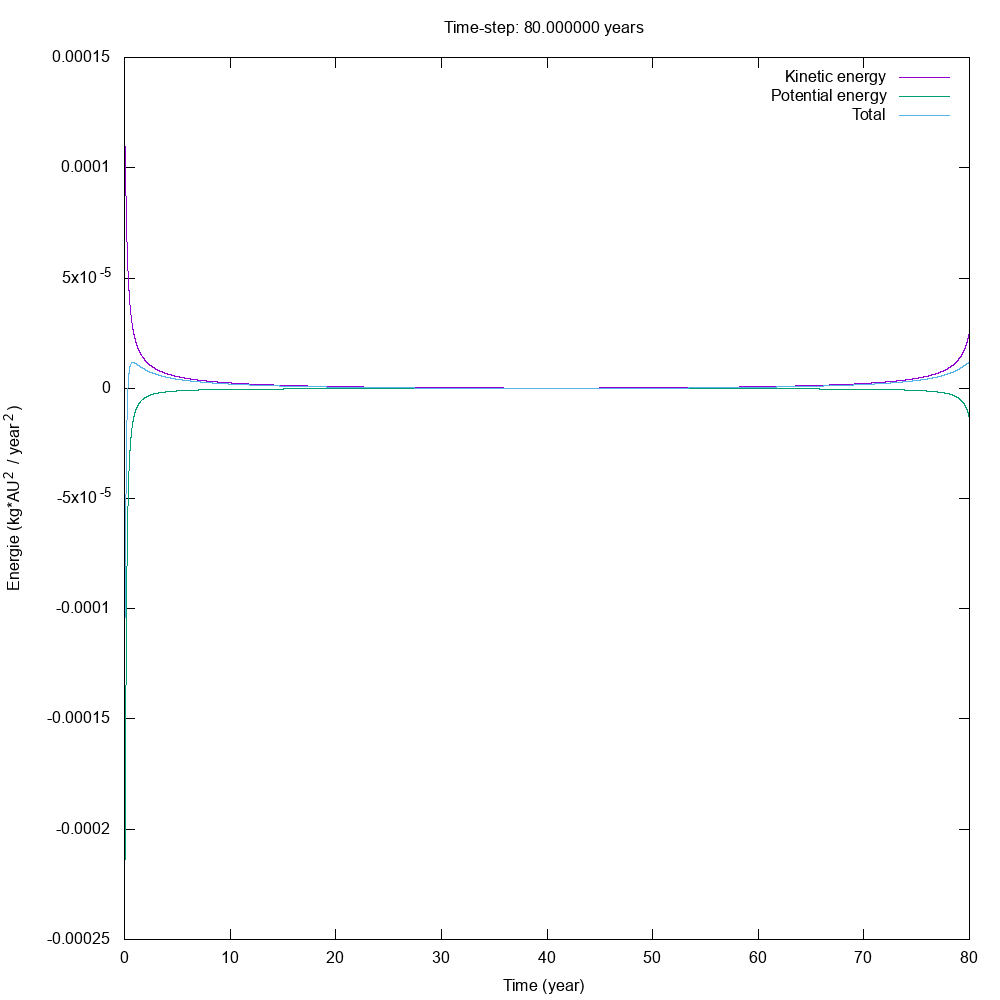 Time-step: 80.000000 years
0.00015
0.0001
5x10⁻⁵
0
-5x10⁻⁵
-0.0001
-0.00015
-0.0002
-0.00025
Energie (kg*AU² / year²)
Kinetic energy
Potential energy
Total
0 10 20 30 40 50 60 70 80
Time (year)